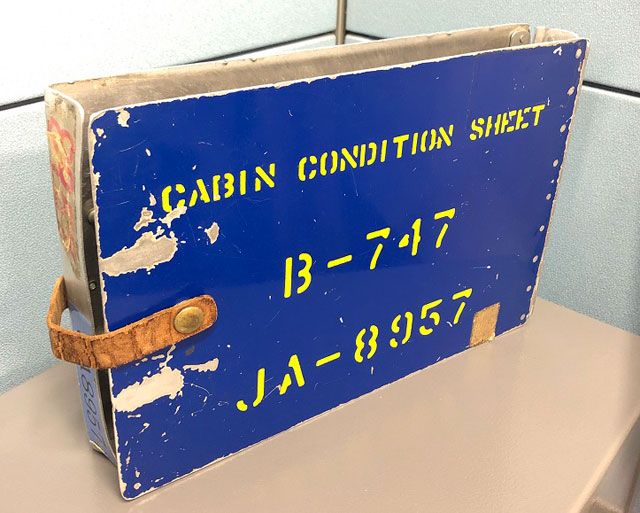 CABIN CONDITION SHEET
B-747
JA-8957